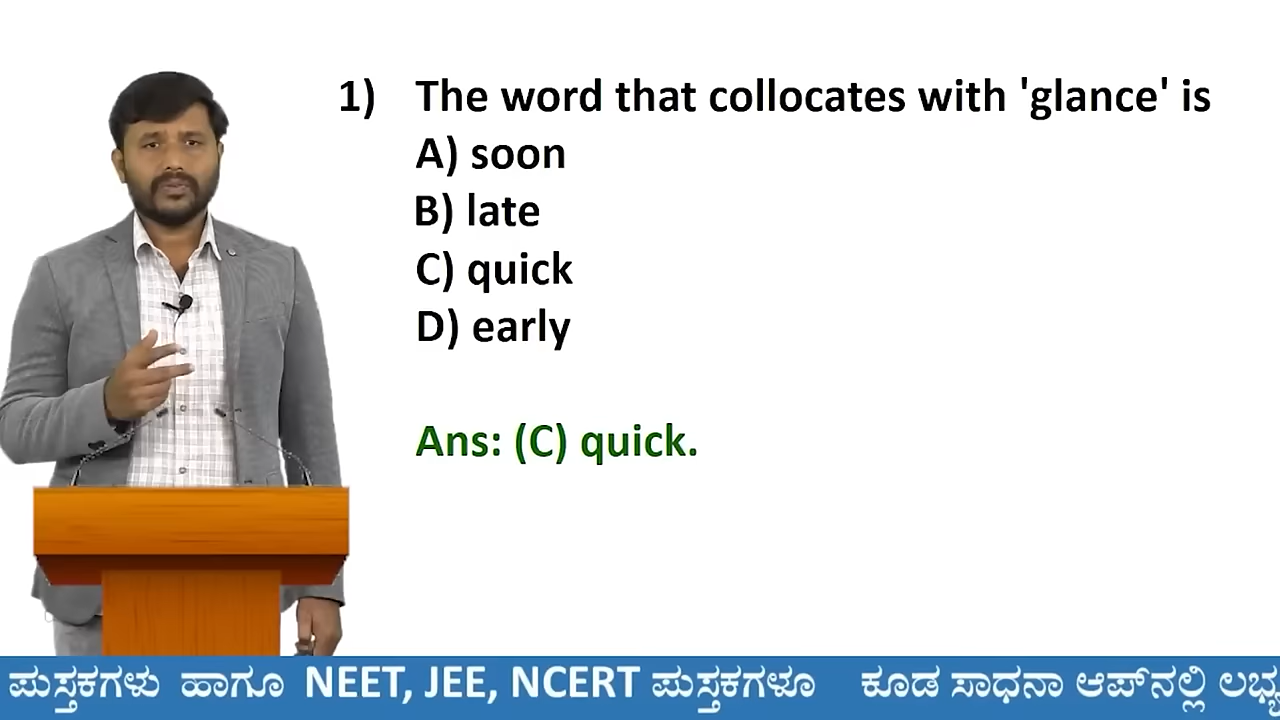 1) The word that collocates with 'glance' is
A) soon
B) late
C) quick
D) early
Ans: (C) quick.
ಪುಸ್ತಕಗಳು ಹಾಗೂ NEET, JEE, NCERT ಪುಸ್ತಕಗಳೂ ಕೂಡ ಸಾಧನಾ ಆಪ್‌ನಲ್ಲಿ ಲಭ್ಯ